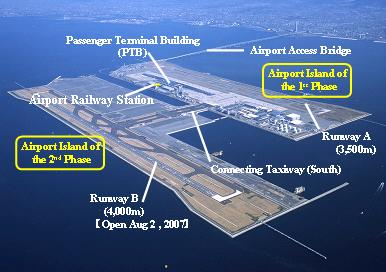 Passenger Terminal Building
(PTB)
Airport Access Bridge
Airport Island of
the 1st Phase
Airport Railway Station
Runway A
(3,500m)
Airport Island of
the 2nd Phase
Connecting Taxiway (South)
Runway B
(4,000m)
【 Open Aug 2 , 2007】